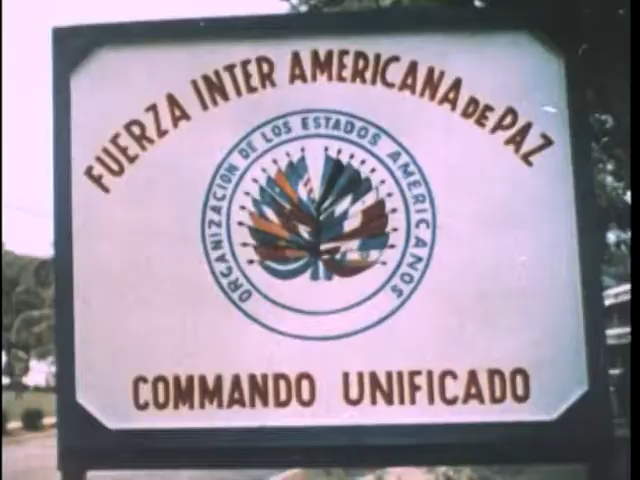 FUERZA INTER AMERICANA DE PAZ
ORGANIZACION DE LOS ESTADOS AMERICANOS
COMMANDO UNIFICADO